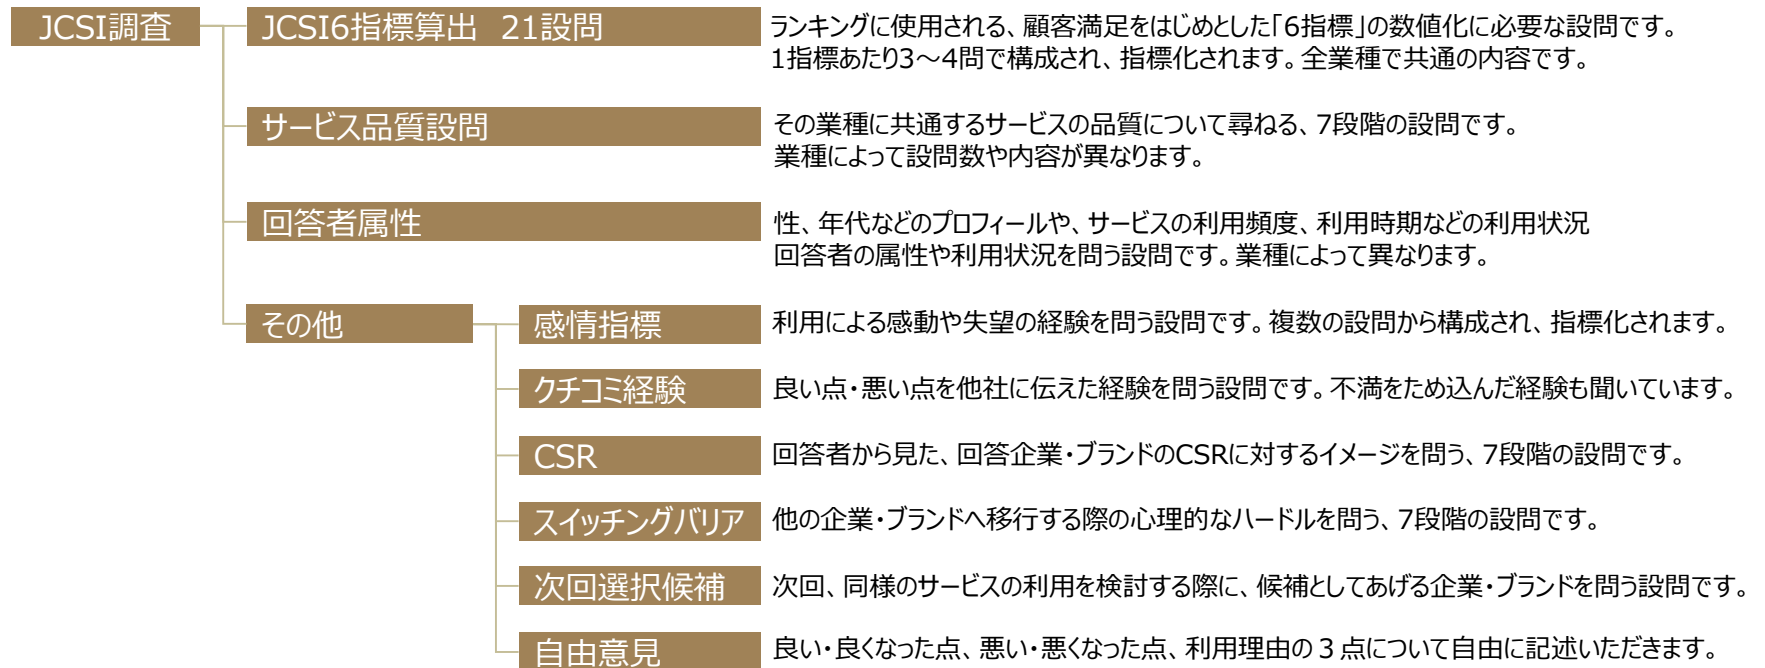 JCSI調査
JCSI6指標算出 21設問
ランキングに使用される、顧客満足をはじめとした「6指標」の数値化に必要な設問です。
1指標あたり3～4問で構成され、指標化されます。全業種で共通の内容です。
サービス品質設問
その業種に共通するサービスの品質について尋ねる、7段階の設問です。
業種によって設問数や内容が異なります。
回答者属性
性、年代などのプロフィールや、サービスの利用頻度、利用時期などの利用状況
回答者の属性や利用状況を問う設問です。業種によって異なります。
その他
感情指標
利用による感動や失望の経験を問う設問です。複数の設問から構成され、指標化されます。
クチコミ経験
良い点・悪い点を他社に伝えた経験を問う設問です。不満をため込んだ経験も聞いています。
CSR
回答者から見た、回答企業・ブランドのCSRに対するイメージを問う、7段階の設問です。
スイッチングバリア
他の企業・ブランドへ移行する際の心理的なハードルを問う、7段階の設問です。
次回選択候補
次回、同様のサービスの利用を検討する際に、候補としてあげる企業・ブランドを問う設問です。
自由意見
良い・良くなった点、悪い・悪くなった点、利用理由の３点について自由に記述いただきます。